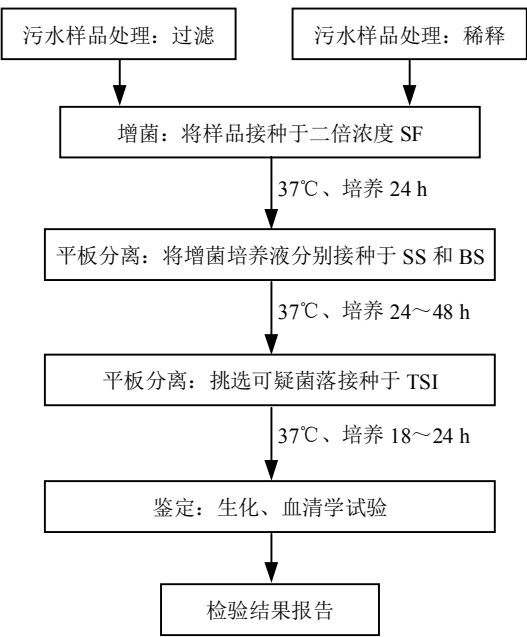 污水样品处理：过滤
污水样品处理：稀释
增菌：将样品接种于二倍浓度 SF
37℃、培养 24 h
平板分离：将增菌培养液分别接种于 SS 和 BS
37℃、培养 24～48 h
平板分离：挑选可疑菌落接种于 TSI
37℃、培养 18～24 h
鉴定：生化、血清学试验
检验结果报告